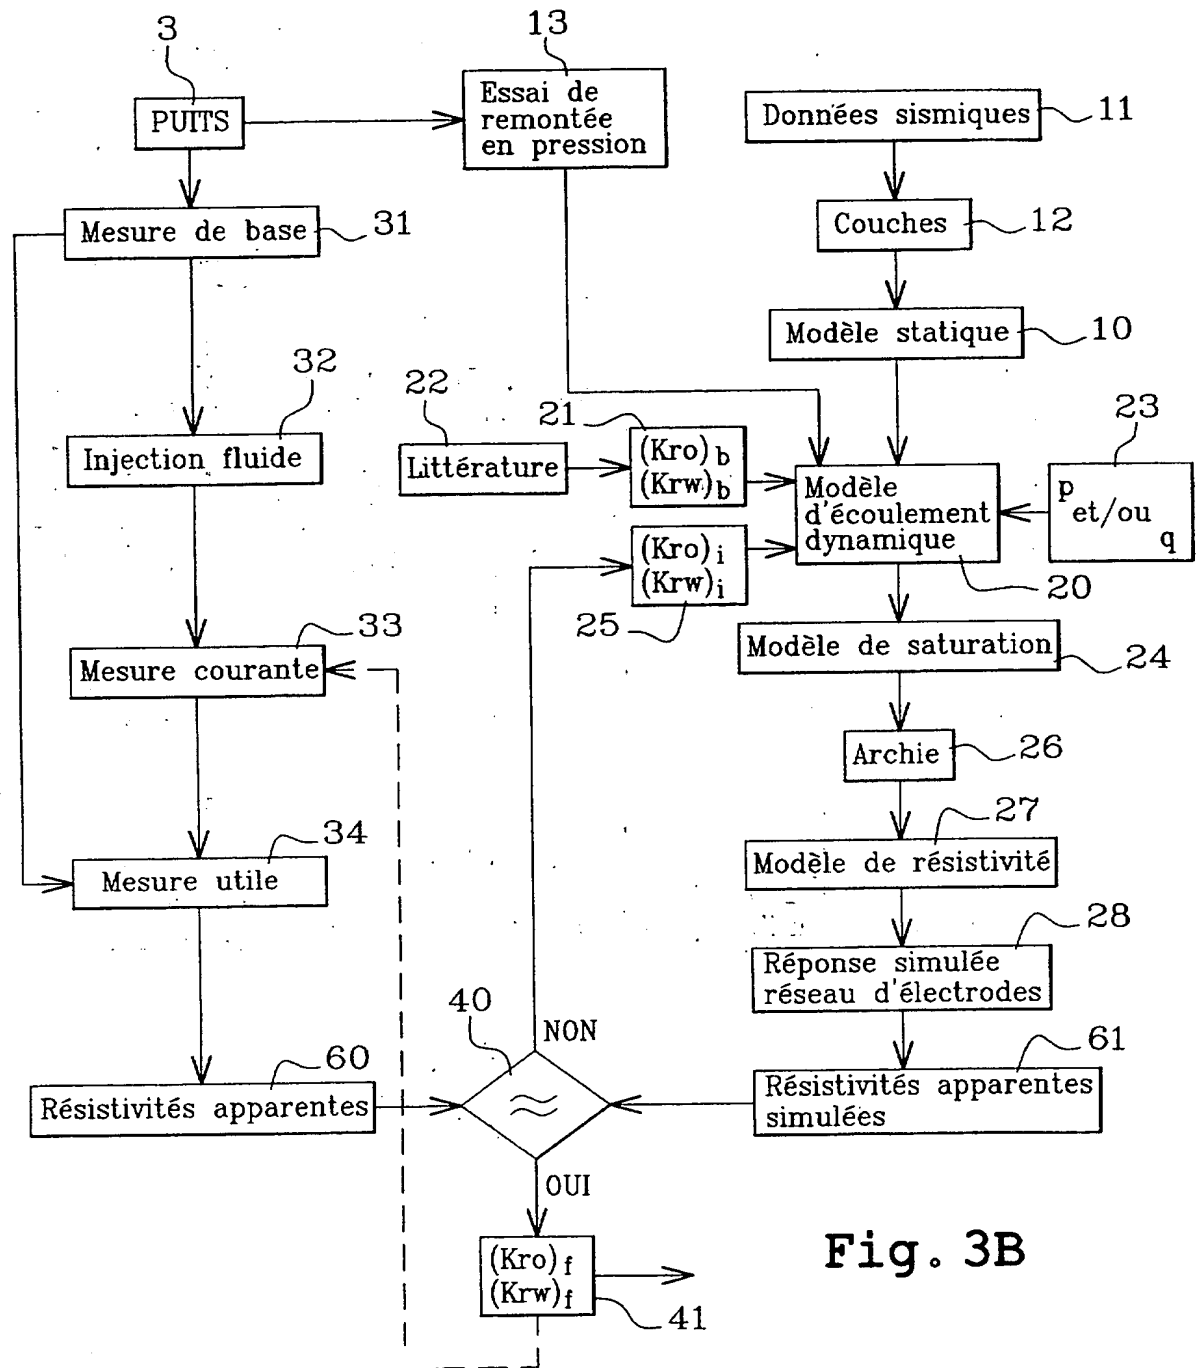 3
13
PUITS
Essai de
remontée
en pression
Données sismiques
11
Mesure de base
31
Couches
12
Modèle statique
10
32
22
21
23
Injection fluide
Littérature
(Kro)b
(Krw)b
Modèle
d'écoulement
dynamique
p
et/ou
q
(Kro)i
(Krw)i
20
25
33
Mesure courante
Modèle de saturation
24
Archie
26
34
27
Mesure utile
Modèle de résistivité
28
Réponse simulée
réseau d'électrodes
40
NON
60
61
Résistivités apparentes
≈
Résistivités apparentes
simulées
OUI
(Kro)f
(Krw)f
41
Fig. 3B